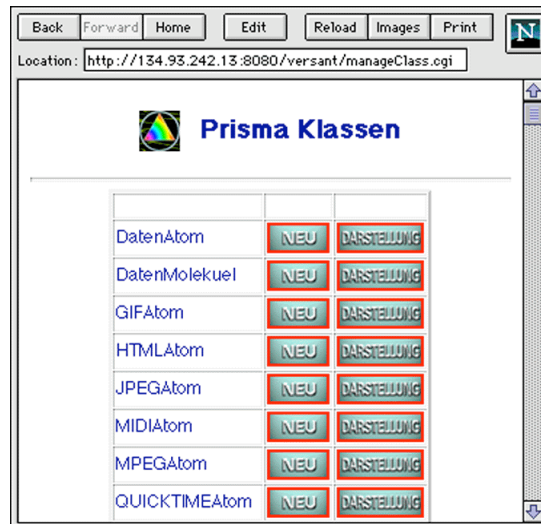 Back Forward Home Edit Reload Images Print N
Location: http://134.93.242.13:8080/versant/manageClass.cgi
Prisma Klassen
DatenAtom NEU DARSTELLUNG
DatenMolekuel NEU DARSTELLUNG
GIFAtom NEU DARSTELLUNG
HTMLAtom NEU DARSTELLUNG
JPEGAtom NEU DARSTELLUNG
MIDIAtom NEU DARSTELLUNG
MPEGAtom NEU DARSTELLUNG
QUICKTIMEAtom NEU DARSTELLUNG